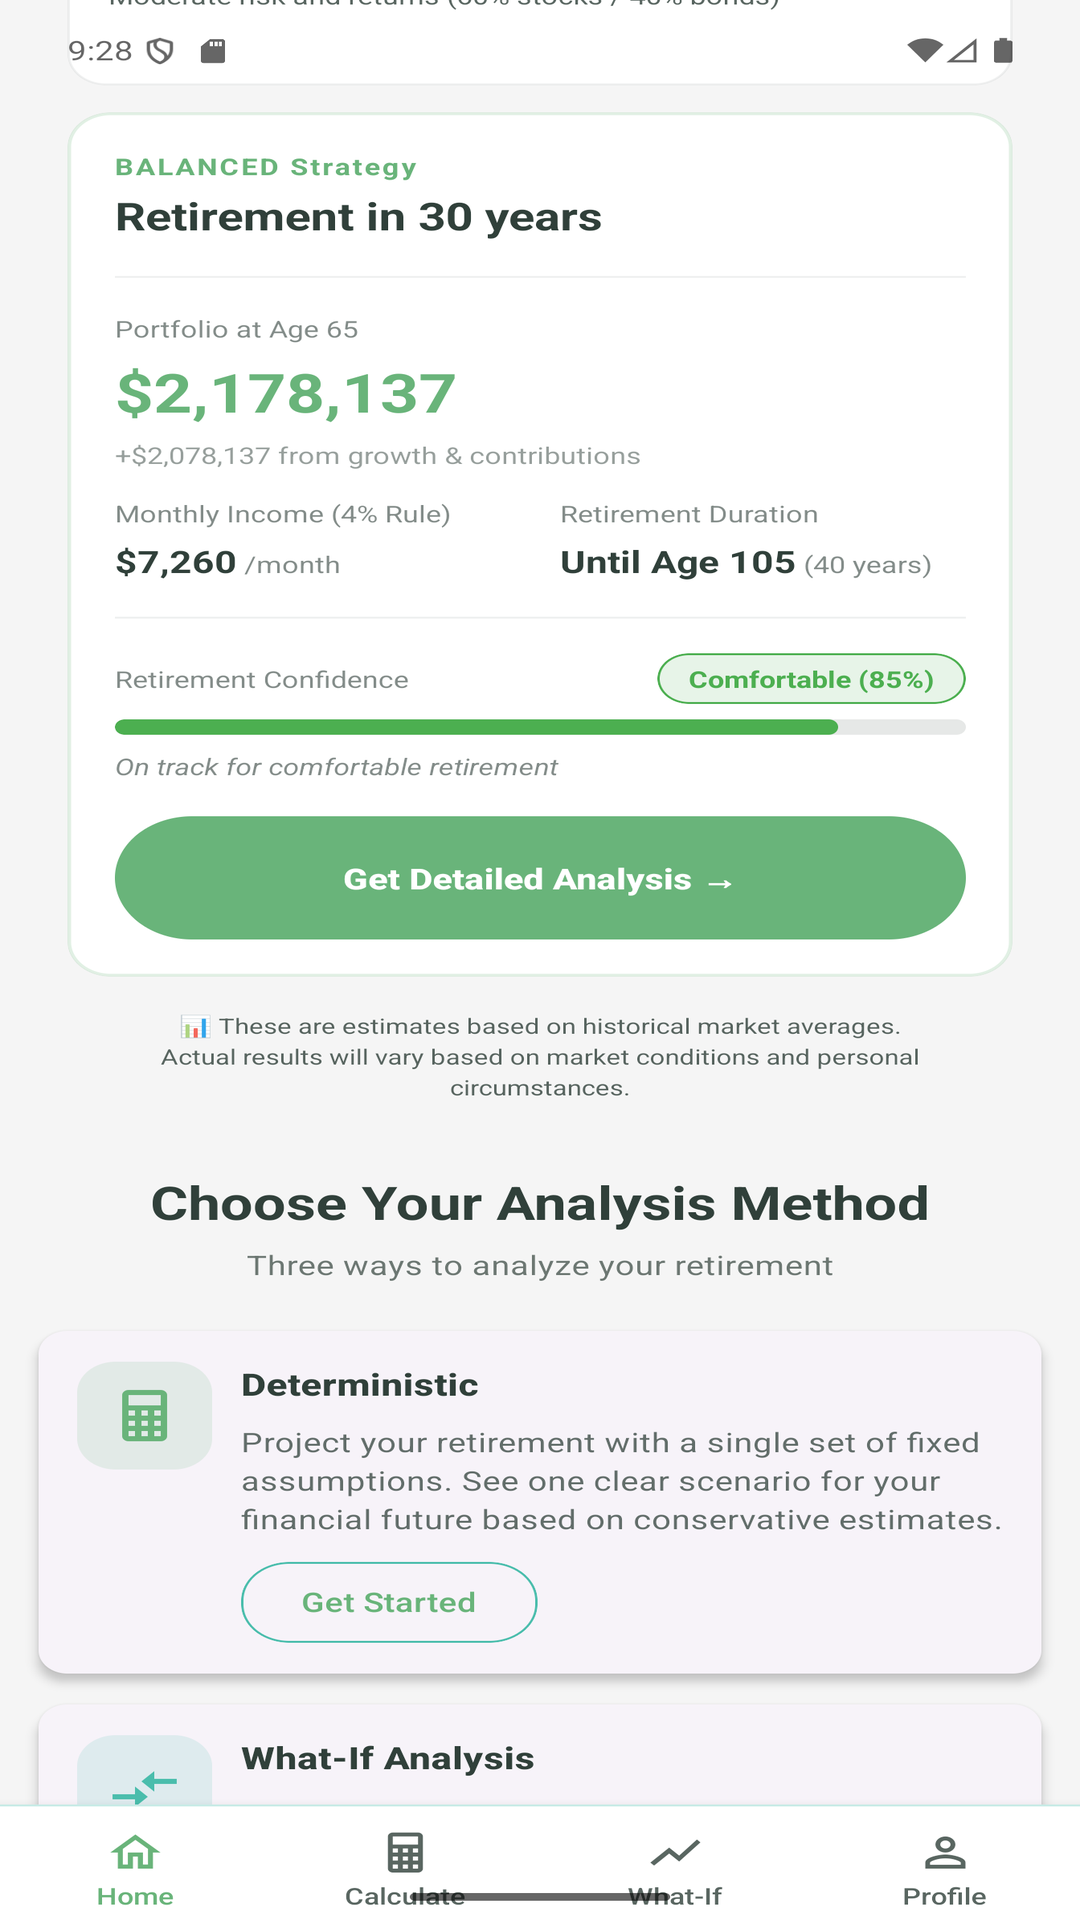 Moderate risk and returns (60% stocks / 40% bonds)
9:28
BALANCED Strategy
Retirement in 30 years
Portfolio at Age 65
$2,178,137
+$2,078,137 from growth & contributions
Monthly Income (4% Rule)
Retirement Duration
$7,260 /month
Until Age 105 (40 years)
Retirement Confidence
Comfortable (85%)
On track for comfortable retirement
Get Detailed Analysis →
📊 These are estimates based on historical market averages.
Actual results will vary based on market conditions and personal
circumstances.
Choose Your Analysis Method
Three ways to analyze your retirement
Deterministic
Project your retirement with a single set of fixed
assumptions. See one clear scenario for your
financial future based on conservative estimates.
Get Started
What-If Analysis
Home
Calculate
What-If
Profile